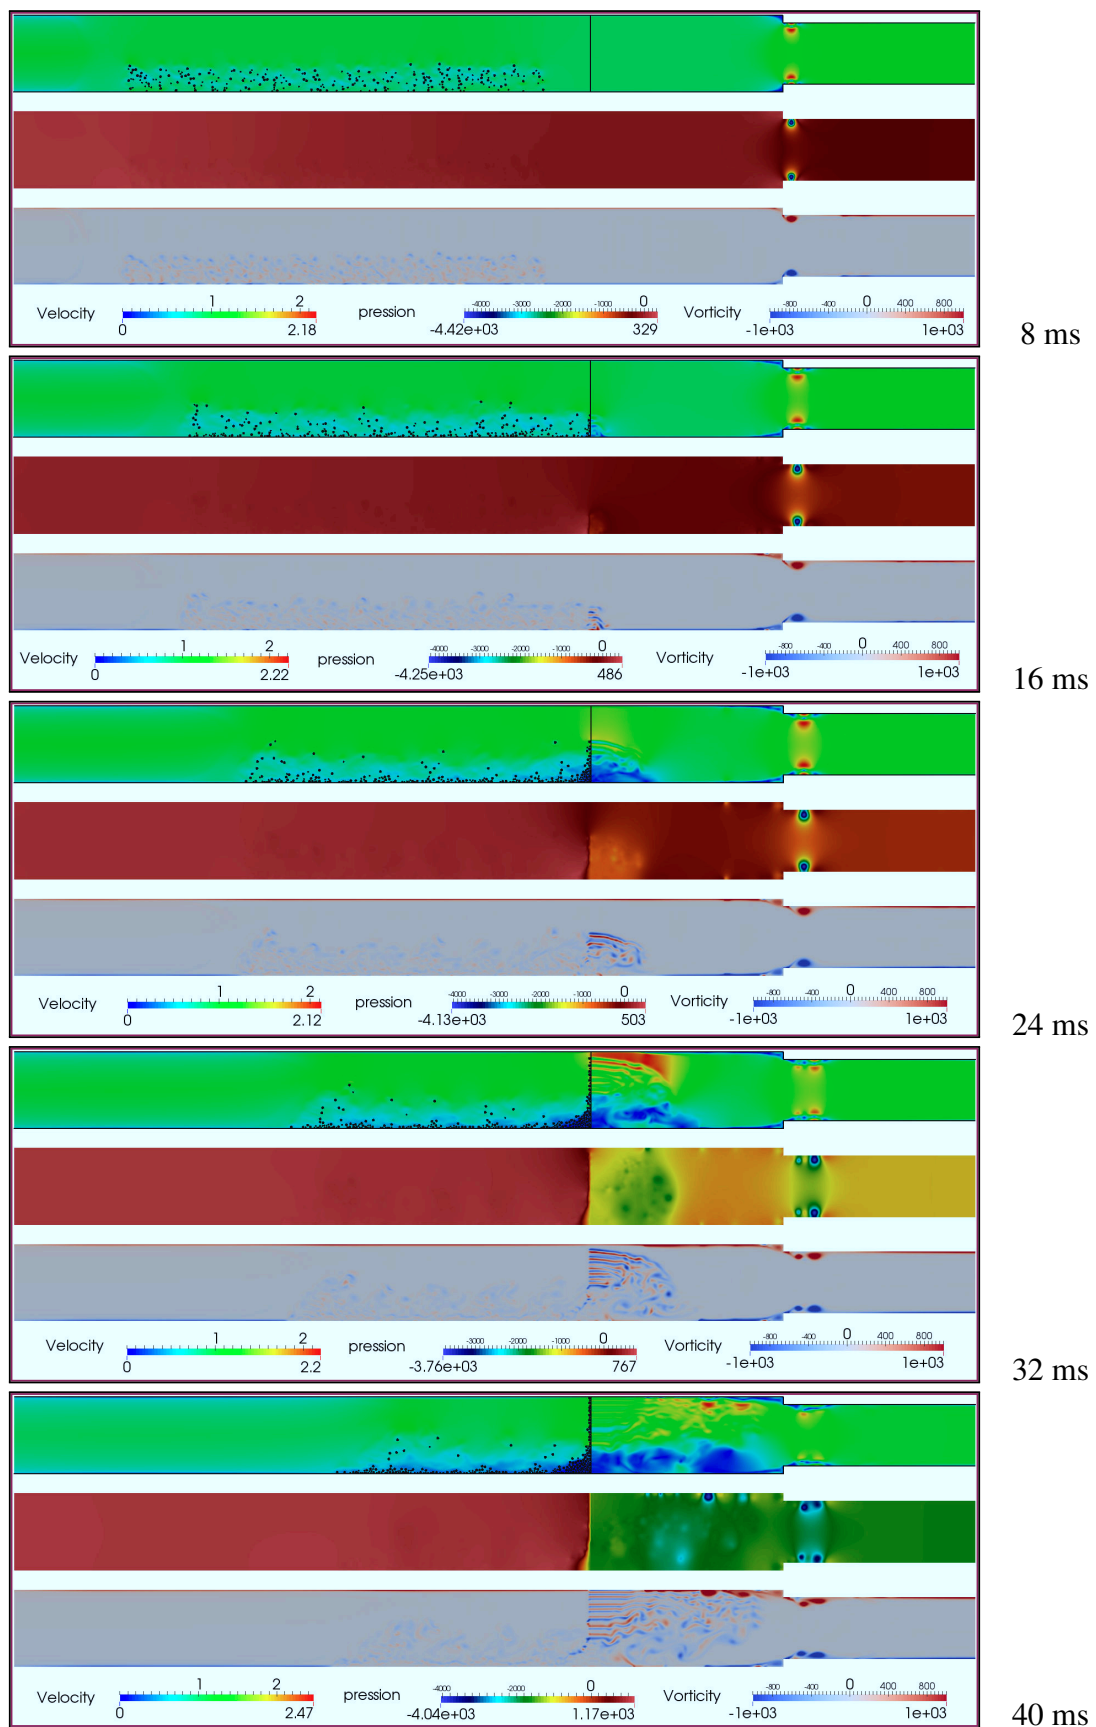 1 2 -4000 -3000 -2000 -1000 0 -800 -400 0 400 800
Velocity pression Vorticity
0 2.18 -4.42e+03 329 -1e+03 1e+03
8 ms
1 2 -4000 -3000 -2000 -1000 0 -800 -400 0 400 800
Velocity pression Vorticity
0 2.22 -4.25e+03 486 -1e+03 1e+03
16 ms
1 2 -4000 -3000 -2000 -1000 0 -800 -400 0 400 800
Velocity pression Vorticity
0 2.12 -4.13e+03 503 -1e+03 1e+03
24 ms
1 2 -3000 -2000 -1000 0 -800 -400 0 400 800
Velocity pression Vorticity
0 2.2 -3.76e+03 767 -1e+03 1e+03
32 ms
1 2 -4000 -2000 0 -800 -400 0 400 800
Velocity pression Vorticity
0 2.47 -4.04e+03 1.17e+03 -1e+03 1e+03
40 ms